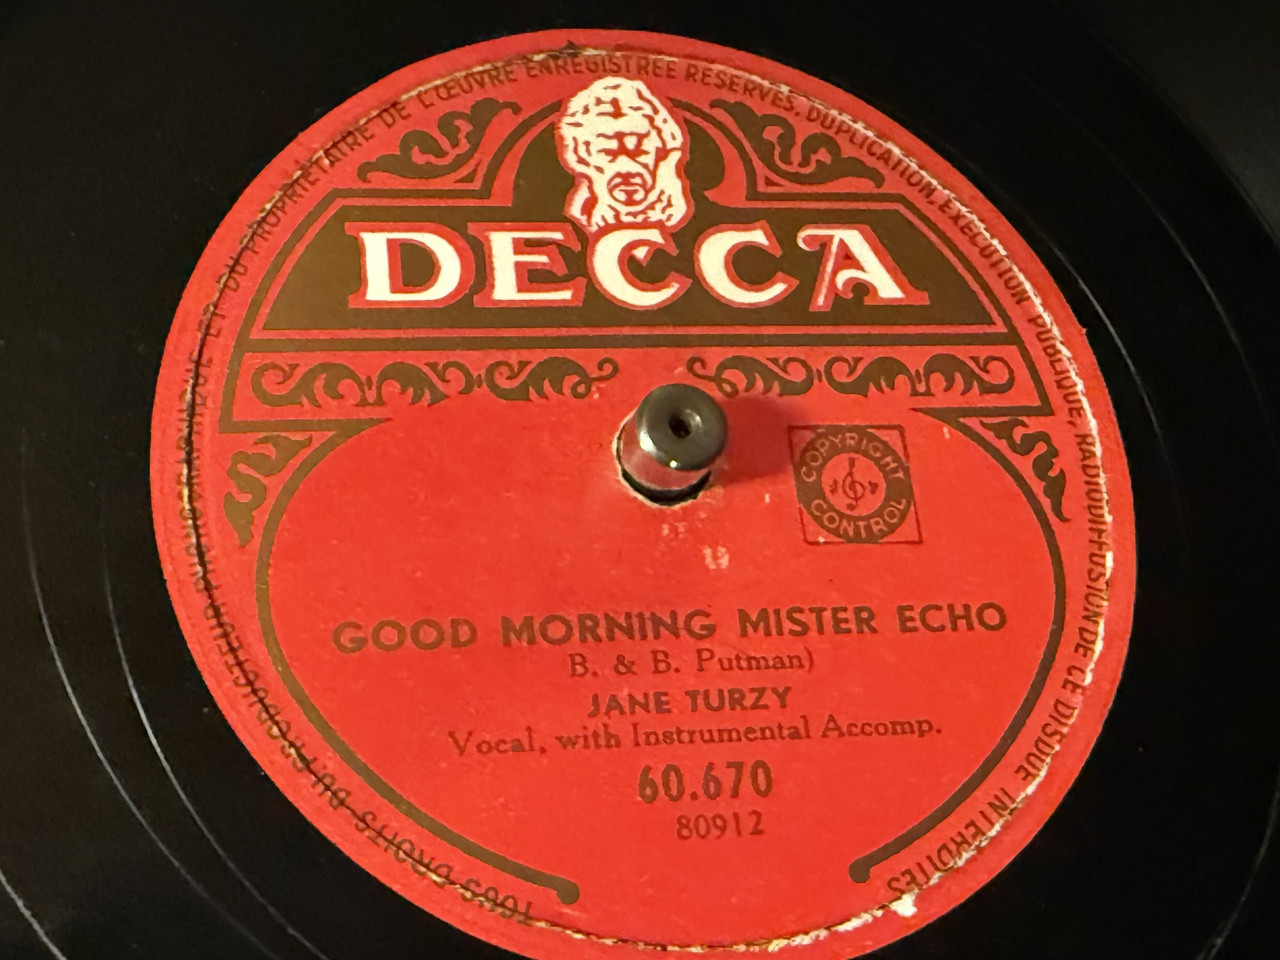 TOUS DROITS DU PRODUCTEUR PHONOGRAPHIQUE ET DU PROPRIÉTAIRE DE L'ŒUVRE ENREGISTRÉE RÉSERVÉS. DUPLICATION, EXÉCUTION PUBLIQUE, RADIODIFFUSION DE CE DISQUE INTERDITES
DECCA
COPYRIGHT
CONTROL
GOOD MORNING MISTER ECHO
B. & B. Putman)
JANE TURZY
Vocal, with Instrumental Accomp.
60.670
80912